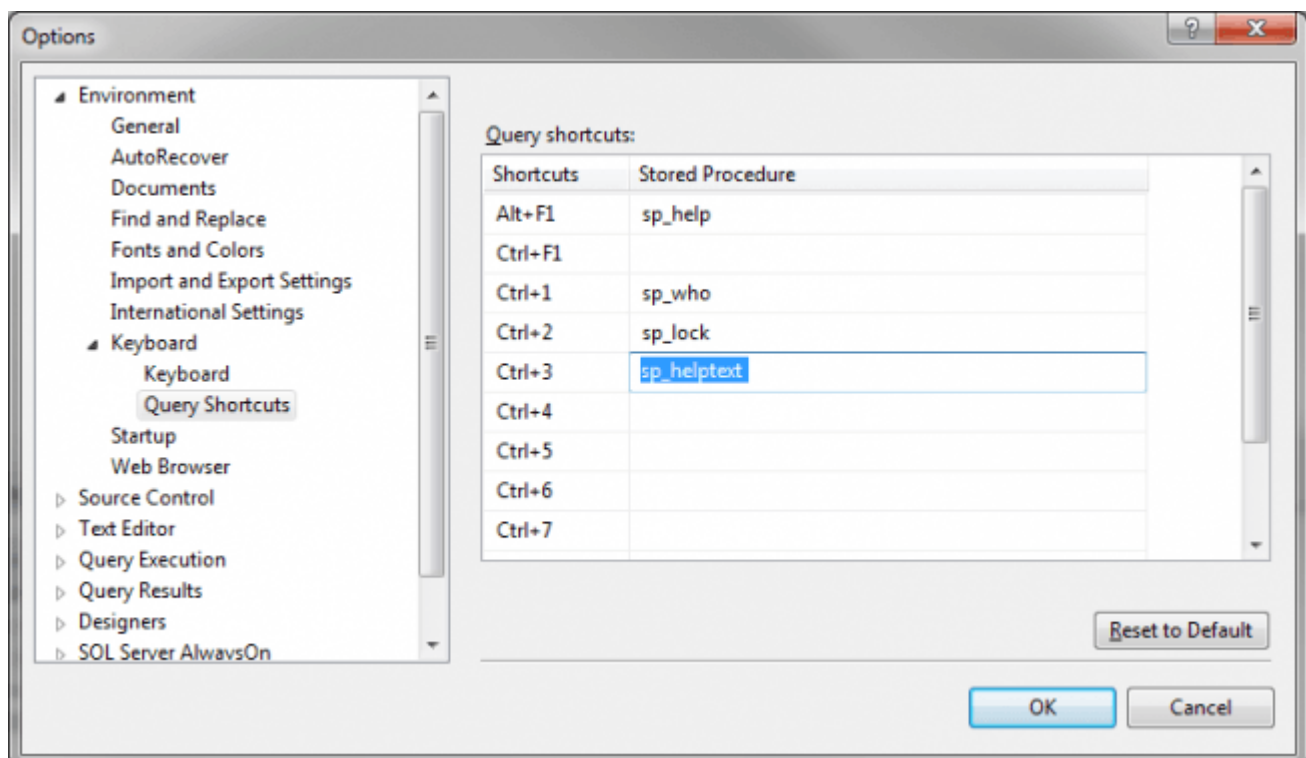 Options
Environment
General
AutoRecover
Documents
Find and Replace
Fonts and Colors
Import and Export Settings
International Settings
Keyboard
Keyboard
Query Shortcuts
Startup
Web Browser
Source Control
Text Editor
Query Execution
Query Results
Designers
SQL Server AlwaysOn
Query shortcuts:
Shortcuts Stored Procedure
Alt+F1 sp_help
Ctrl+F1
Ctrl+1 sp_who
Ctrl+2 sp_lock
Ctrl+3 sp_helptext
Ctrl+4
Ctrl+5
Ctrl+6
Ctrl+7
Reset to Default
OK Cancel